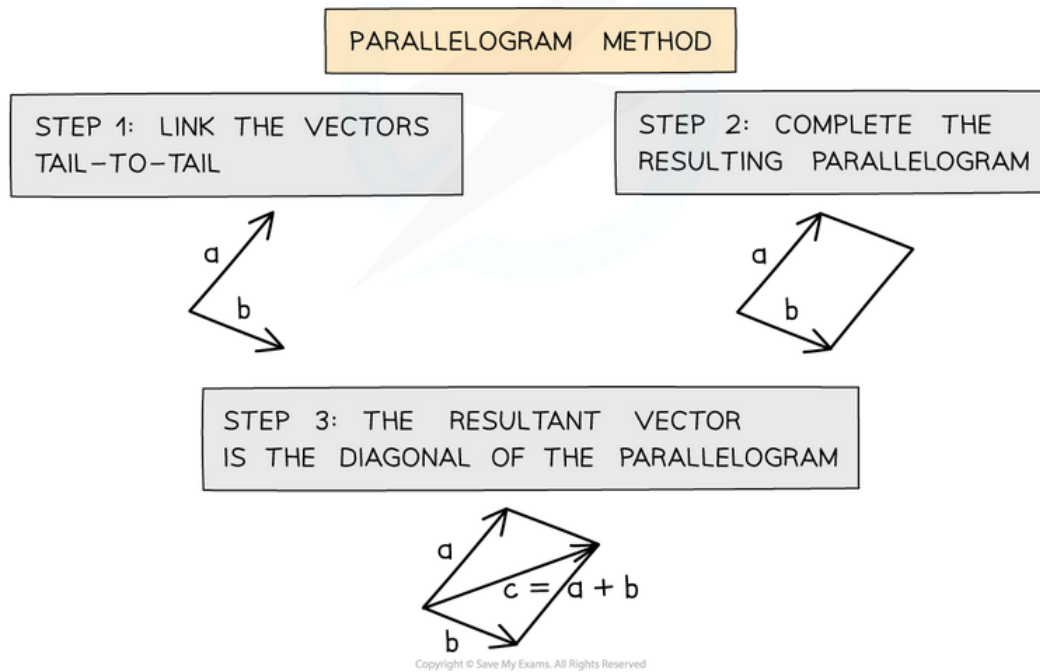 PARALLELOGRAM METHOD
STEP 1: LINK THE VECTORS
TAIL-TO-TAIL
STEP 2: COMPLETE THE
RESULTING PARALLELOGRAM
a
b
a
b
STEP 3: THE RESULTANT VECTOR
IS THE DIAGONAL OF THE PARALLELOGRAM
a
c = a + b
b
Copyright © Save My Exams. All Rights Reserved